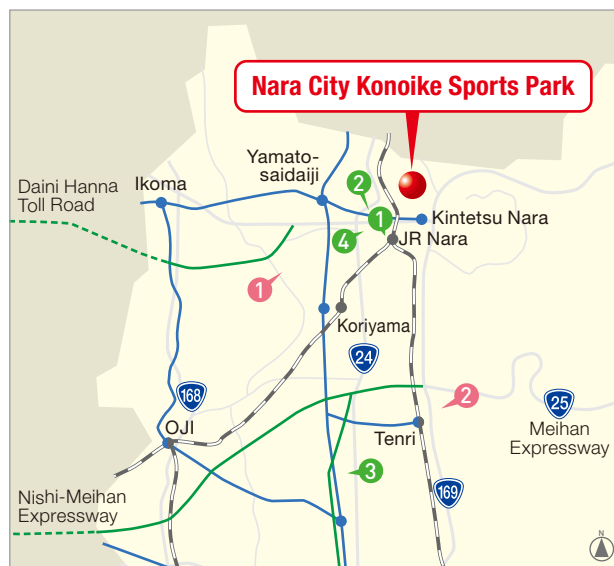 Nara City Konoike Sports Park
Yamato-
saidaiji
Daini Hanna
Toll Road
Ikoma
2
1
Kintetsu Nara
4
JR Nara
1
Koriyama
24
168
2
25
OJI
Tenri
Meihan
Expressway
3
Nishi-Meihan
Expressway
169
N